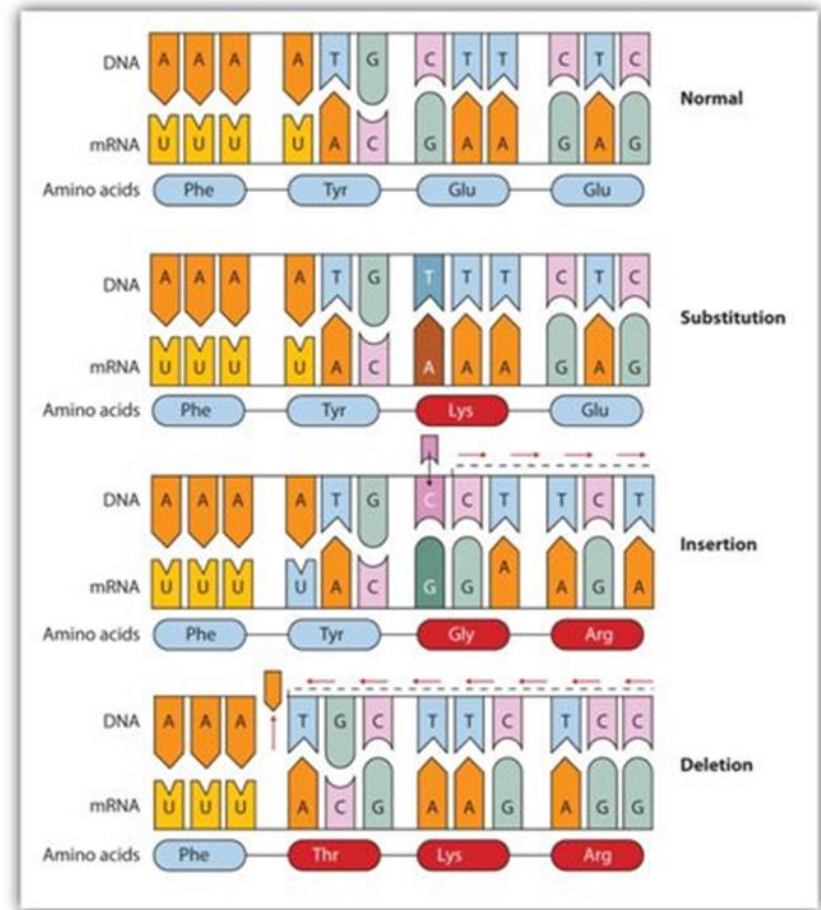 DNA A A A A T G C T T C T C
Normal
mRNA U U U U A C G A A G A G
Amino acids Phe Tyr Glu Glu
DNA A A A A T G T T T C T C
Substitution
mRNA U U U U A C A A A G A G
Amino acids Phe Tyr Lys Glu
DNA A A A A T G C C T T C T
Insertion
mRNA U U U U A C G G A A G A
Amino acids Phe Tyr Gly Arg
DNA A A A T G C T T C T C C
Deletion
mRNA U U U A C G A A G A G G
Amino acids Phe Thr Lys Arg